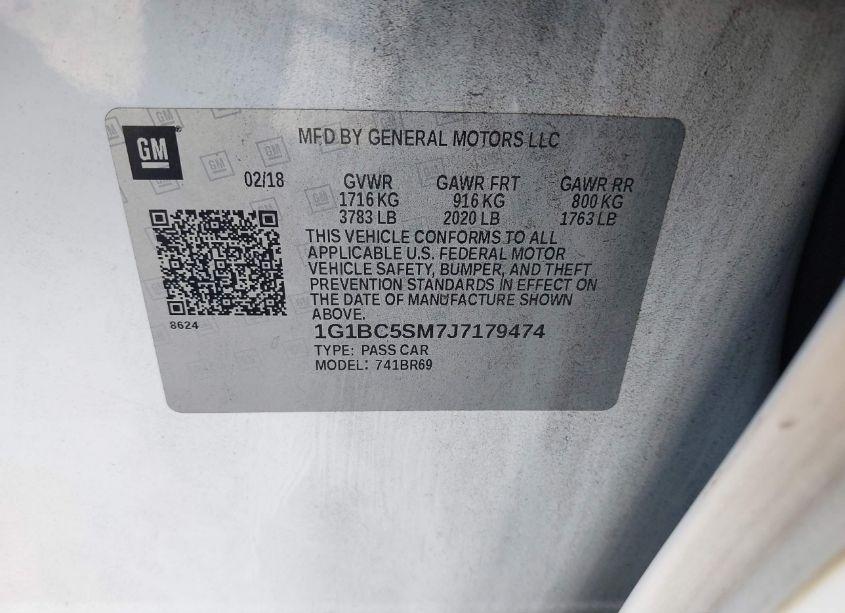 GM
MFD BY GENERAL MOTORS LLC
02/18 GVWR GAWR FRT GAWR RR
1716 KG 916 KG 800 KG
3783 LB 2020 LB 1763 LB
THIS VEHICLE CONFORMS TO ALL
APPLICABLE U.S. FEDERAL MOTOR
VEHICLE SAFETY, BUMPER, AND THEFT
PREVENTION STANDARDS IN EFFECT ON
THE DATE OF MANUFACTURE SHOWN
ABOVE.
8624
1G1BC5SM7J7179474
TYPE: PASS CAR
MODEL: 741BR69